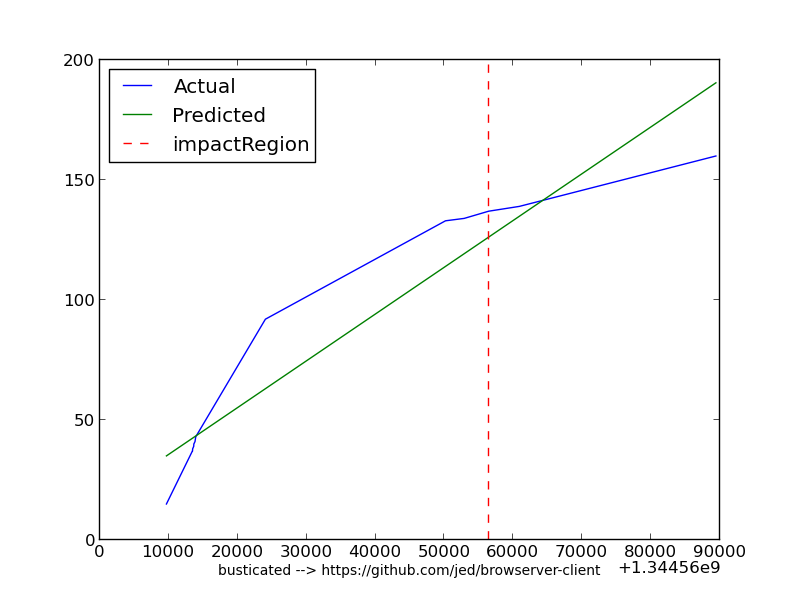 200
150
100
50
0
Actual
Predicted
impactRegion
0 10000 20000 30000 40000 50000 60000 70000 80000 90000
busticated --> https://github.com/jed/browserver-client
+1.34456e9